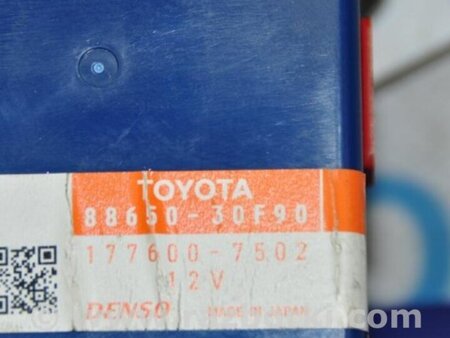 TOYOTA
88650-30F90
177600-7502
12V
DENSO MADE IN JAPAN